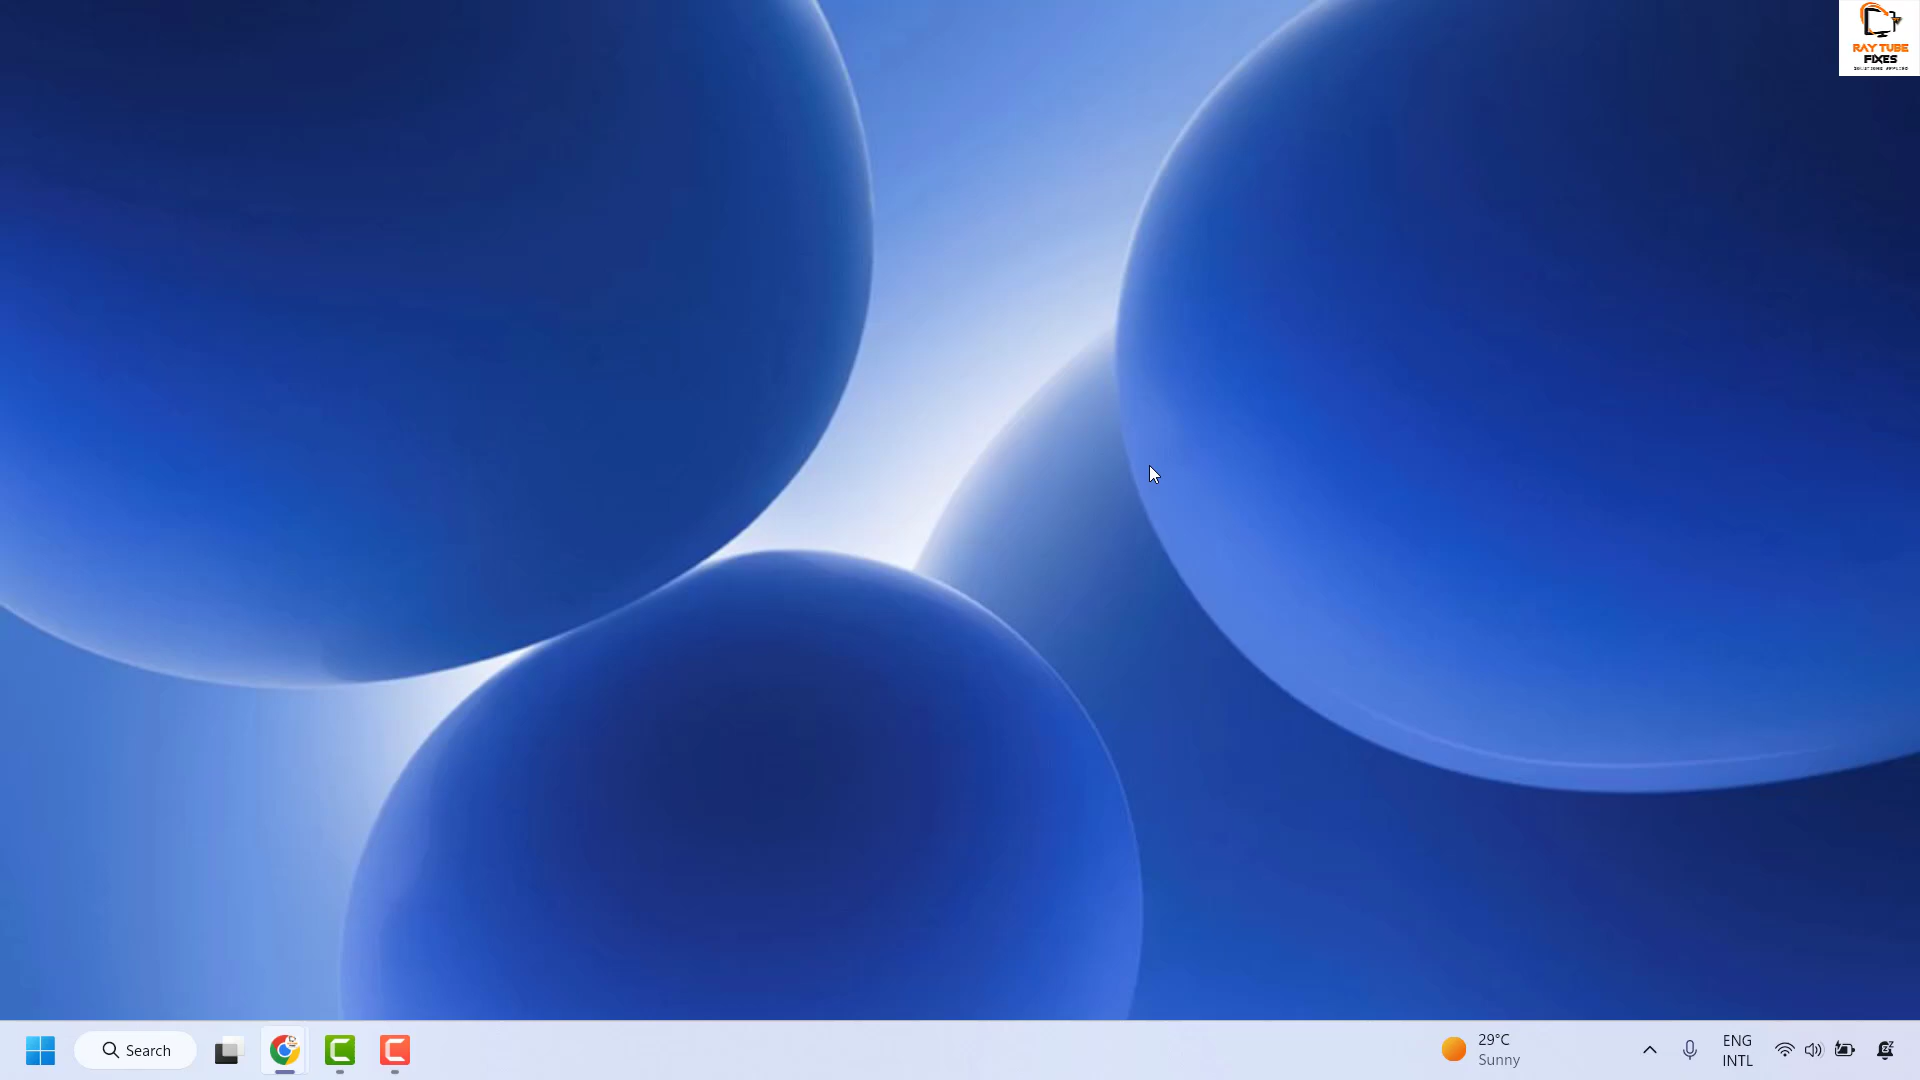 RAY TUBE
FIXES
Search
29°C
Sunny
ENG
INTL